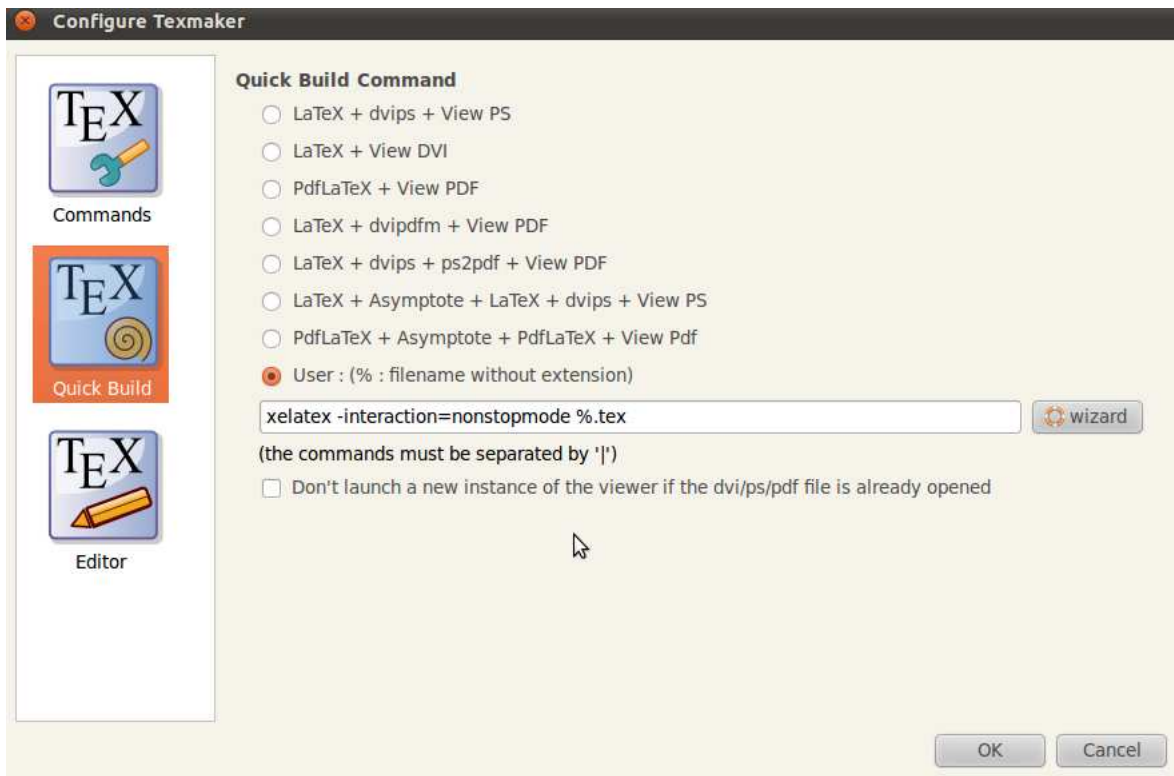 Configure Texmaker
TEX
Commands
TEX
Quick Build
TEX
Editor
Quick Build Command
LaTeX + dvips + View PS
LaTeX + View DVI
PdfLaTeX + View PDF
LaTeX + dvipdfm + View PDF
LaTeX + dvips + ps2pdf + View PDF
LaTeX + Asymptote + LaTeX + dvips + View PS
PdfLaTeX + Asymptote + PdfLaTeX + View Pdf
User : (% : filename without extension)
xelatex -interaction=nonstopmode %.tex
wizard
(the commands must be separated by '|')
Don't launch a new instance of the viewer if the dvi/ps/pdf file is already opened
OK
Cancel